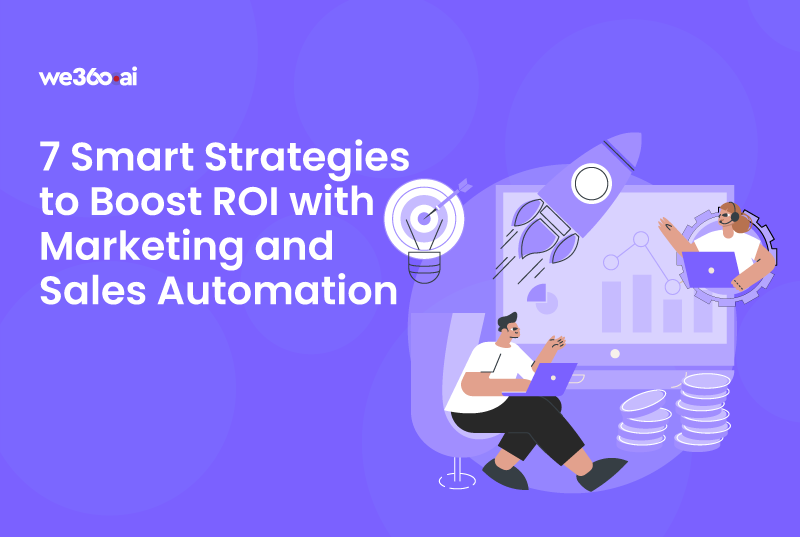 we360.ai
7 Smart Strategies
to Boost ROI with
Marketing and
Sales Automation